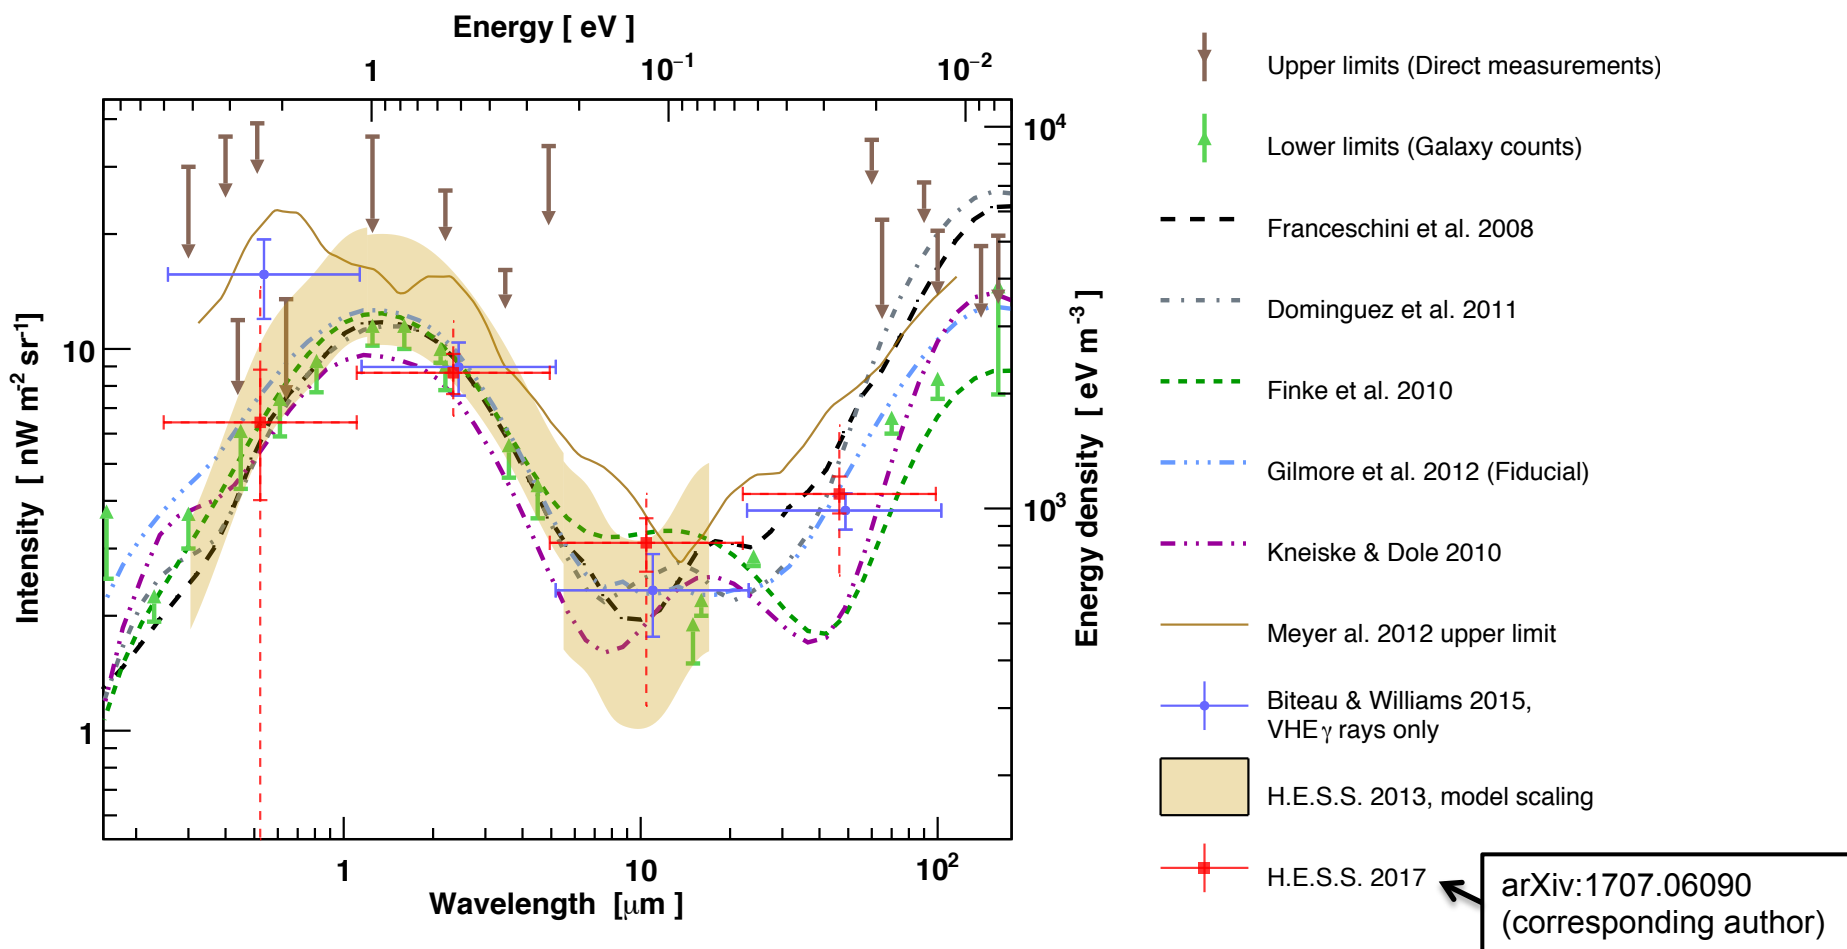 Energy [ eV ]
1
10⁻¹
10⁻²
Intensity [ nW m² sr⁻¹]
10
1
10⁴
10³
Energy density [ eV m⁻³]
1
10
10²
Wavelength [μm ]
Upper limits (Direct measurements)
Lower limits (Galaxy counts)
Franceschini et al. 2008
Dominguez et al. 2011
Finke et al. 2010
Gilmore et al. 2012 (Fiducial)
Kneiske & Dole 2010
Meyer al. 2012 upper limit
Biteau & Williams 2015,
VHE γ rays only
H.E.S.S. 2013, model scaling
H.E.S.S. 2017
arXiv:1707.06090
(corresponding author)